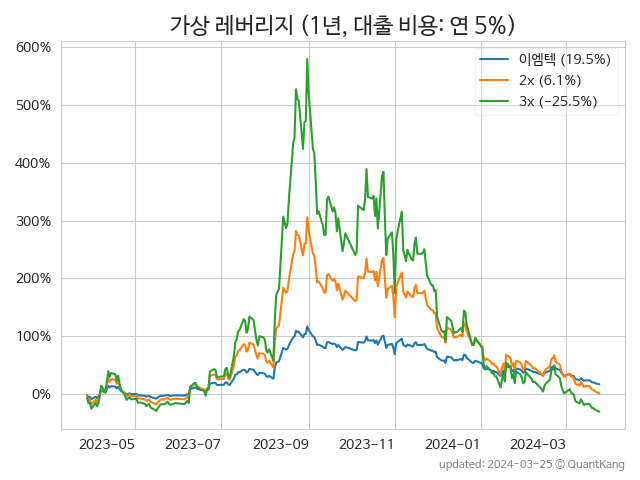 가상 레버리지 (1년, 대출 비용: 연 5%)
600%
500%
400%
300%
200%
100%
0%
이엠텍 (19.5%)
2x (6.1%)
3x (-25.5%)
2023-05
2023-07
2023-09
2023-11
2024-01
2024-03
updated: 2024-03-25 © QuantKang